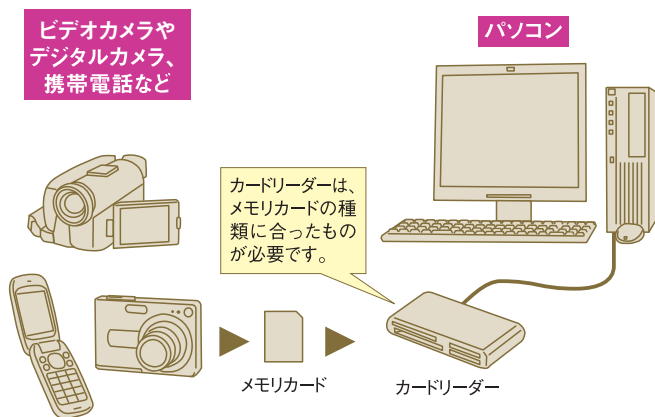 ビデオカメラや
デジタルカメラ、
携帯電話など
パソコン
カードリーダーは、
メモリカードの種
類に合ったもの
が必要です。
メモリカード
カードリーダー